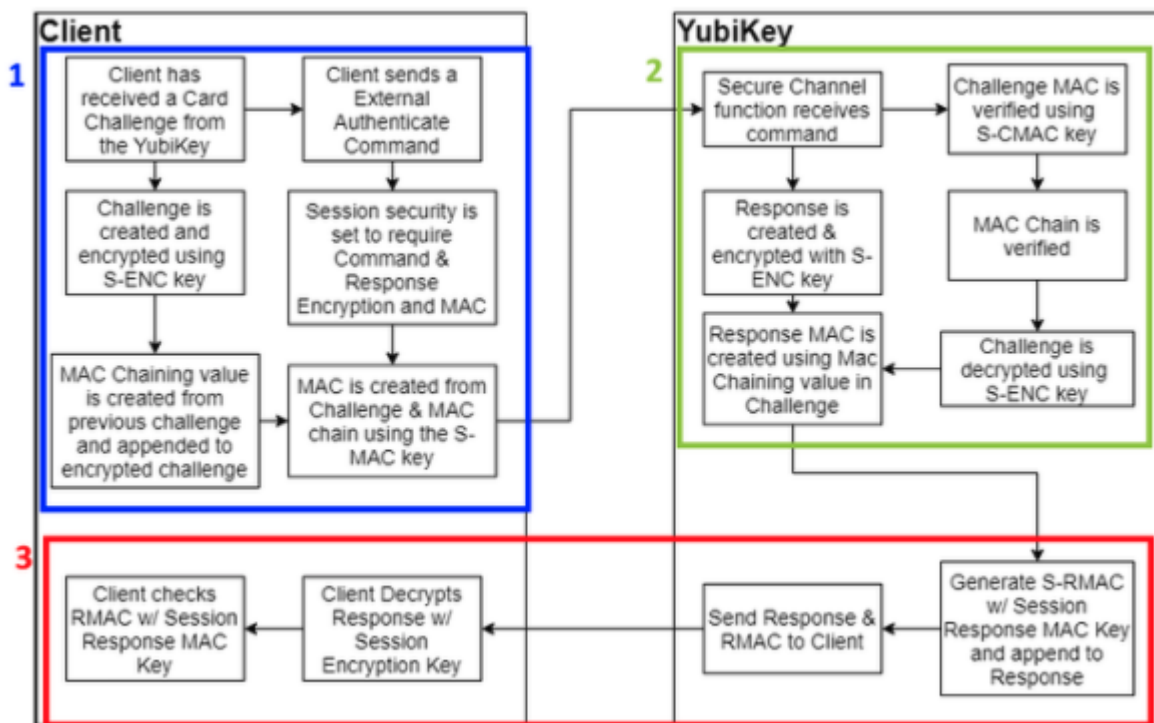 Client
YubiKey
1
2
Client has
received a Card
Challenge from
the YubiKey
Client sends a
External
Authenticate
Command
Secure Channel
function receives
command
Challenge MAC is
verified using
S-CMAC key
Challenge is
created and
encrypted using
S-ENC key
Session security is
set to require
Command &
Response
Encryption and MAC
Response is
created &
encrypted with S-
ENC key
MAC Chain is
verified
MAC Chaining value
is created from
previous challenge
and appended to
encrypted challenge
MAC is created from
Challenge & MAC
chain using the S-
MAC key
Response MAC is
created using Mac
Chaining value in
Challenge
Challenge is
decrypted using
S-ENC key
3
Client checks
RMAC w/ Session
Response MAC
Key
Client Decrypts
Response w/
Session
Encryption Key
Send Response &
RMAC to Client
Generate S-RMAC
w/ Session
Response MAC Key
and append to
Response